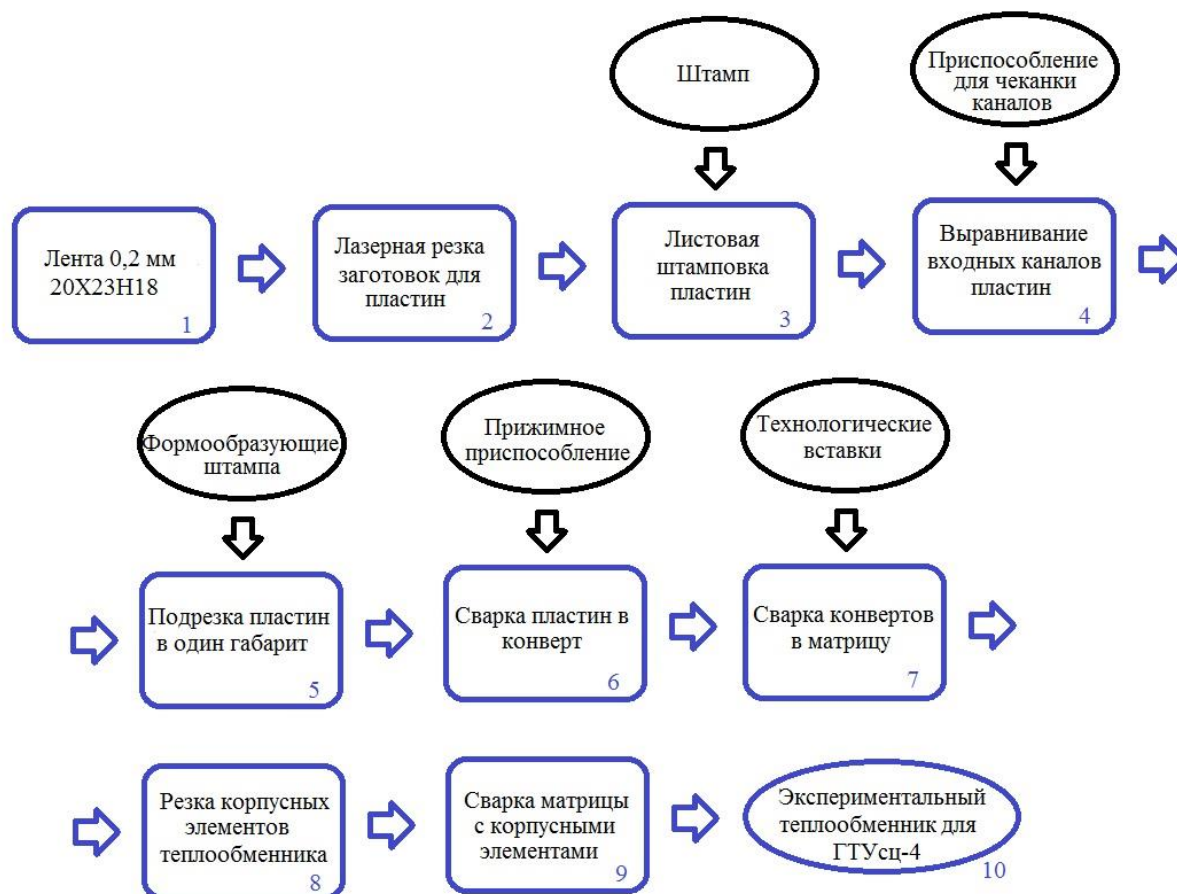 Штамп
Приспособление
для чеканки
каналов
Лента 0,2 мм
20Х23Н18
1
Лазерная резка
заготовок для
пластин
2
Листовая
штамповка
пластин
3
Выравнивание
входных каналов
пластин
4
Формообразующие
штампа
Прижимное
приспособление
Технологические
вставки
Подрезка пластин
в один габарит
5
Сварка пластин в
конверт
6
Сварка конвертов
в матрицу
7
Резка корпусных
элементов
теплообменника
8
Сварка матрицы
с корпусными
элементами
9
Экспериментальный
теплообменник для
ГТУсц-4
10